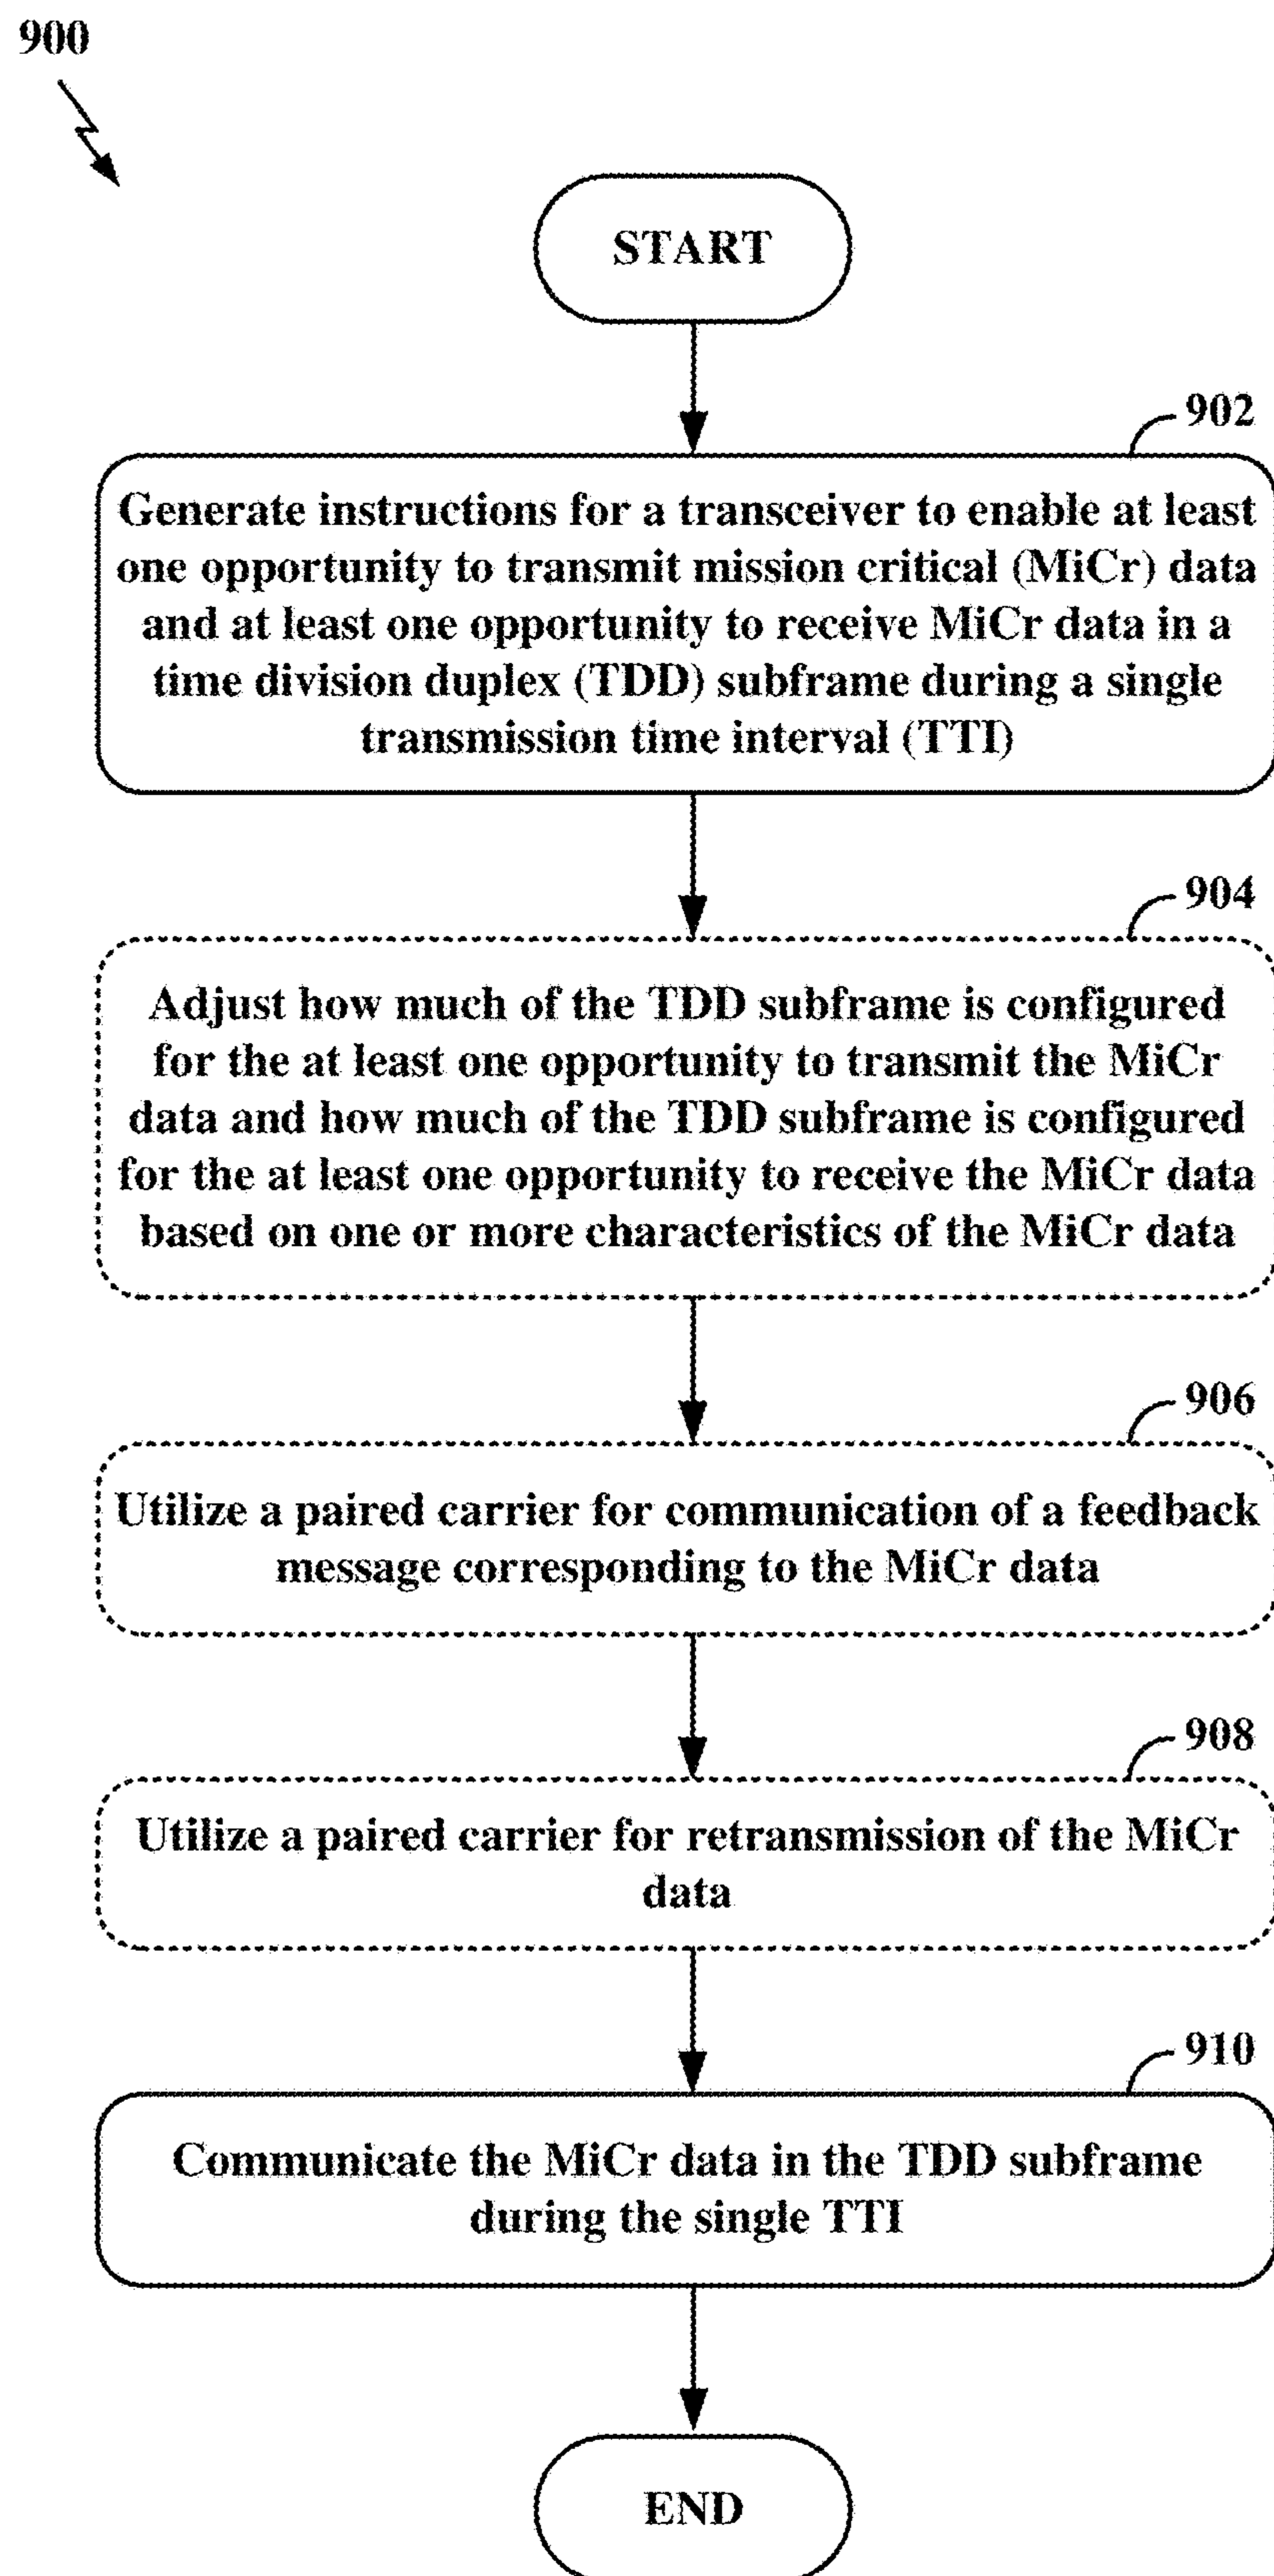 900
START
902
Generate instructions for a transceiver to enable at least
one opportunity to transmit mission critical (MiCr) data
and at least one opportunity to receive MiCr data in a
time division duplex (TDD) subframe during a single
transmission time interval (TTI)
904
Adjust how much of the TDD subframe is configured
for the at least one opportunity to transmit the MiCr
data and how much of the TDD subframe is configured
for the at least one opportunity to receive the MiCr data
based on one or more characteristics of the MiCr data
906
Utilize a paired carrier for communication of a feedback
message corresponding to the MiCr data
908
Utilize a paired carrier for retransmission of the MiCr
data
910
Communicate the MiCr data in the TDD subframe
during the single TTI
END